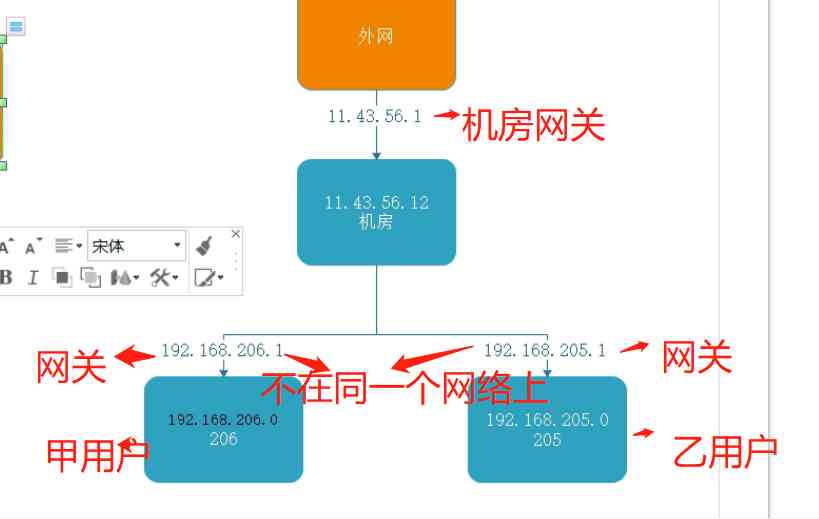 外网
11.43.56.1
机房网关
11.43.56.12
机房
宋体
B I
192.168.206.1
192.168.205.1
网关
网关
不在同一个网络上
192.168.206.0
206
192.168.205.0
205
甲用户
乙用户